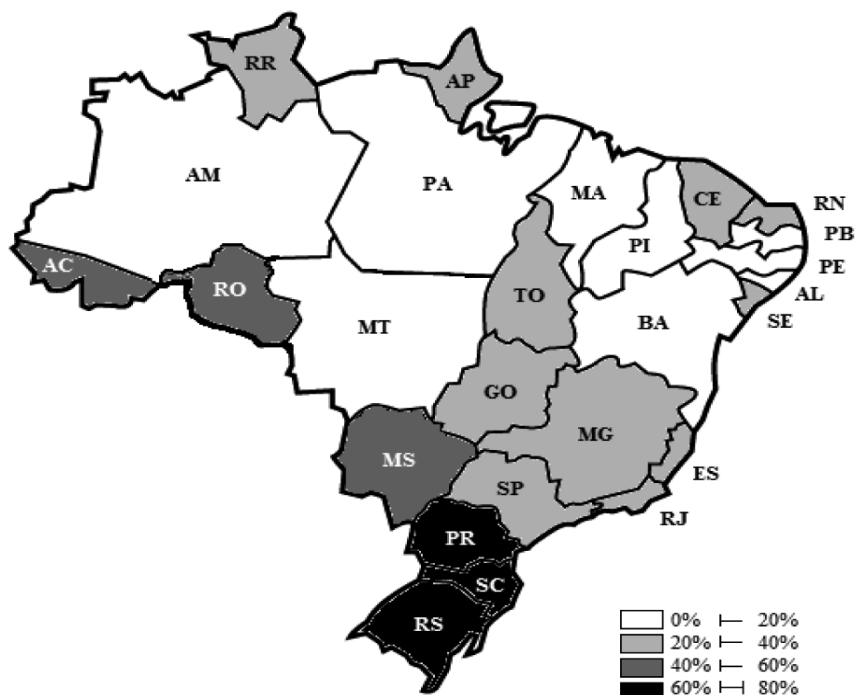 RR
AP
AM
PA
MA
CE
RN
PB
PI
PE
AC
RO
TO
AL
SE
MT
BA
GO
MG
MS
ES
SP
RJ
PR
SC
RS
0% 20%
20% 40%
40% 60%
60% 80%